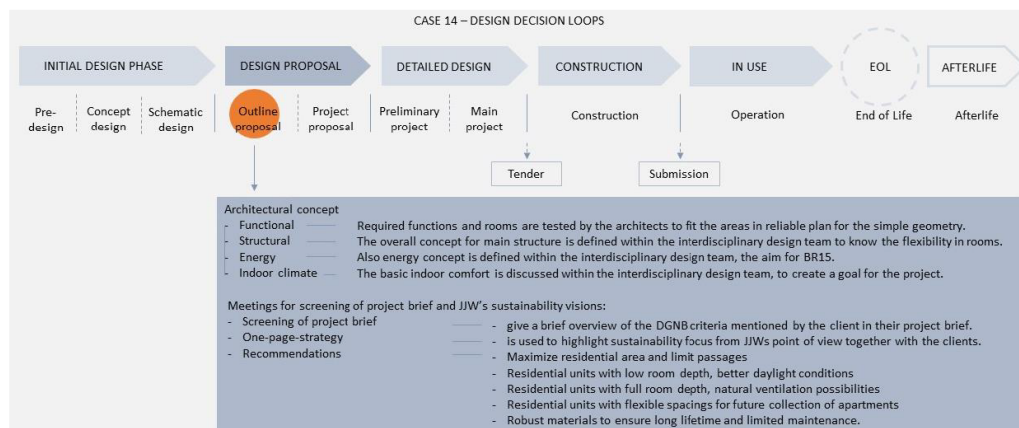 CASE 14 – DESIGN DECISION LOOPS
INITIAL DESIGN PHASE
DESIGN PROPOSAL
DETAILED DESIGN
CONSTRUCTION
IN USE
EOL
AFTERLIFE
Pre-
design
Concept
design
Schematic
design
Outline
proposal
Project
proposal
Preliminary
project
Main
project
Construction
Operation
End of Life
Afterlife
Tender
Submission
Architectural concept
- Functional Required functions and rooms are tested by the architects to fit the areas in reliable plan for the simple geometry.
- Structural The overall concept for main structure is defined within the interdisciplinary design team to know the flexibility in rooms.
- Energy Also energy concept is defined within the interdisciplinary design team, the aim for BR15.
- Indoor climate The basic indoor comfort is discussed within the interdisciplinary design team, to create a goal for the project.
Meetings for screening of project brief and JJW's sustainability visions:
- Screening of project brief - give a brief overview of the DGNB criteria mentioned by the client in their project brief.
- One-page-strategy - is used to highlight sustainability focus from JJWs point of view together with the clients.
- Recommendations - Maximize residential area and limit passages
- Residential units with low room depth, better daylight conditions
- Residential units with full room depth, natural ventilation possibilities
- Residential units with flexible spacings for future collection of apartments
- Robust materials to ensure long lifetime and limited maintenance.